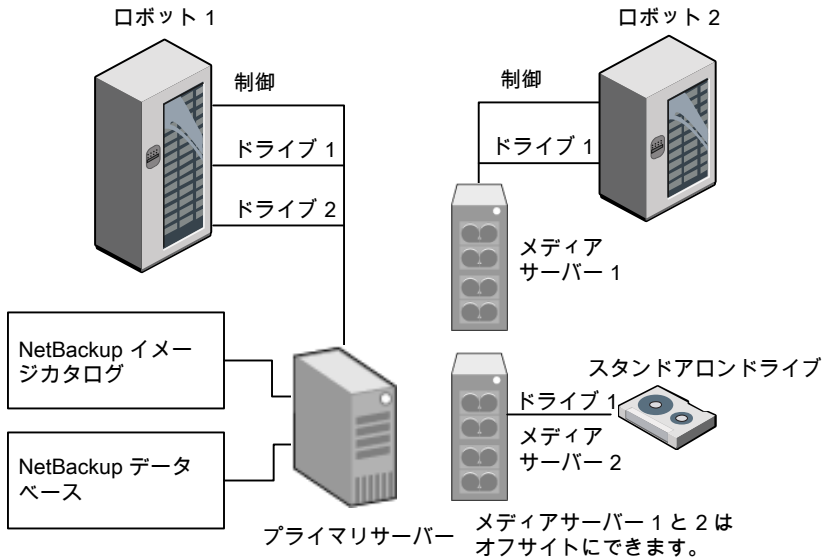 ロボット 1
制御
ドライブ 1
ドライブ 2
ロボット 2
制御
ドライブ 1
メディア
サーバー 1
NetBackup イメー
ジカタログ
NetBackup データ
ベース
プライマリサーバー
スタンドアロンドライブ
ドライブ 1
メディア
サーバー 2
メディアサーバー 1 と 2 は
オフサイトにできます。